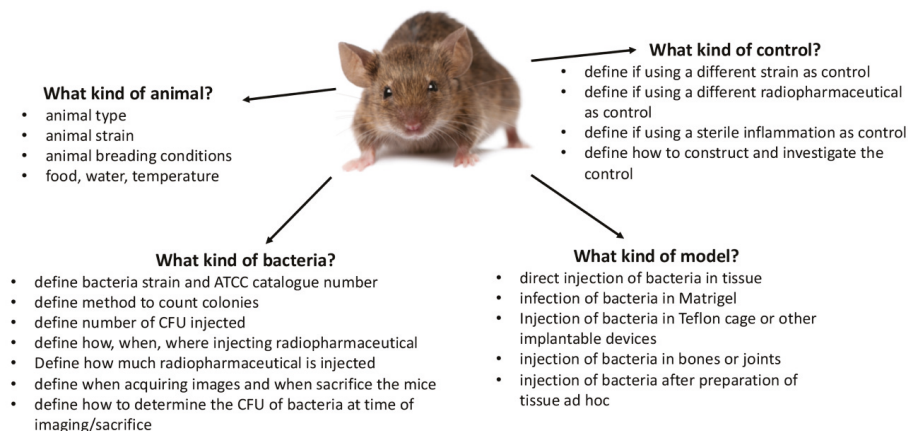 What kind of animal?
• animal type
• animal strain
• animal breading conditions
• food, water, temperature
What kind of control?
• define if using a different strain as control
• define if using a different radiopharmaceutical
as control
• define if using a sterile inflammation as control
• define how to construct and investigate the
control
What kind of bacteria?
• define bacteria strain and ATCC catalogue number
• define method to count colonies
• define number of CFU injected
• define how, when, where injecting radiopharmaceutical
• Define how much radiopharmaceutical is injected
• define when acquiring images and when sacrifice the mice
• define how to determine the CFU of bacteria at time of
imaging/sacrifice
What kind of model?
• direct injection of bacteria in tissue
• infection of bacteria in Matrigel
• Injection of bacteria in Teflon cage or other
implantable devices
• injection of bacteria in bones or joints
• injection of bacteria after preparation of
tissue ad hoc